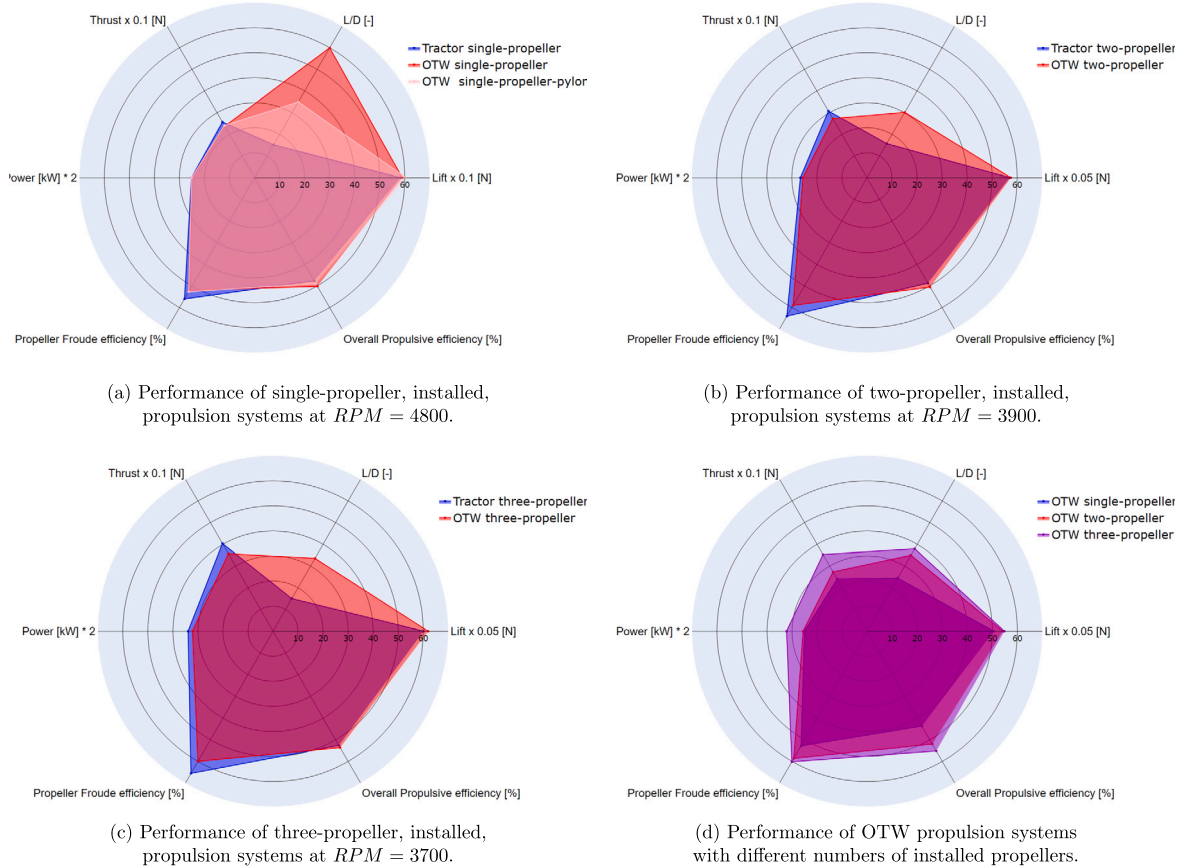 Thrust x 0.1 [N]
L/D [-]
Tractor single-propeller
OTW single-propeller
OTW single-propeller-pylon
Power [kW] * 2
10 20 30 40 50 60
Lift x 0.1 [N]
Propeller Froude efficiency [%]
Overall Propulsive efficiency [%]
(a) Performance of single-propeller, installed,
propulsion systems at RPM = 4800.
Thrust x 0.1 [N]
L/D [-]
Tractor two-propeller
OTW two-propeller
Power [kW] * 2
10 20 30 40 50 60
Lift x 0.05 [N]
Propeller Froude efficiency [%]
Overall Propulsive efficiency [%]
(b) Performance of two-propeller, installed,
propulsion systems at RPM = 3900.
Thrust x 0.1 [N]
L/D [-]
Tractor three-propeller
OTW three-propeller
Power [kW] * 2
10 20 30 40 50 60
Lift x 0.05 [N]
Propeller Froude efficiency [%]
Overall Propulsive efficiency [%]
(c) Performance of three-propeller, installed,
propulsion systems at RPM = 3700.
Thrust x 0.1 [N]
L/D [-]
OTW single-propeller
OTW two-propeller
OTW three-propeller
Power [kW] * 2
10 20 30 40 50 60
Lift x 0.05 [N]
Propeller Froude efficiency [%]
Overall Propulsive efficiency [%]
(d) Performance of OTW propulsion systems
with different numbers of installed propellers.